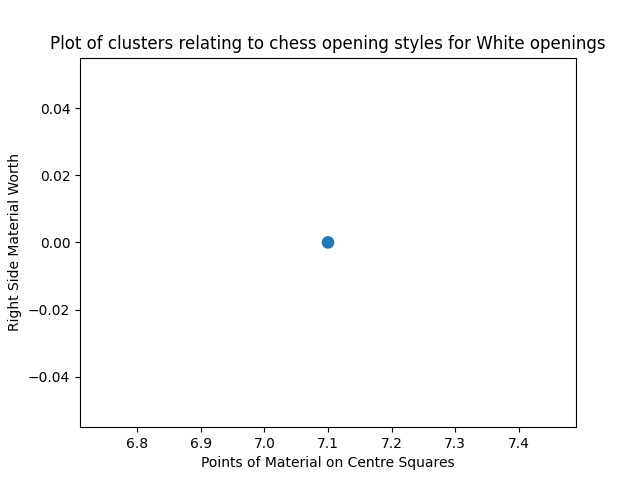 Plot of clusters relating to chess opening styles for White openings
Right Side Material Worth
0.04
0.02
0.00
−0.02
−0.04
6.8 6.9 7.0 7.1 7.2 7.3 7.4
Points of Material on Centre Squares